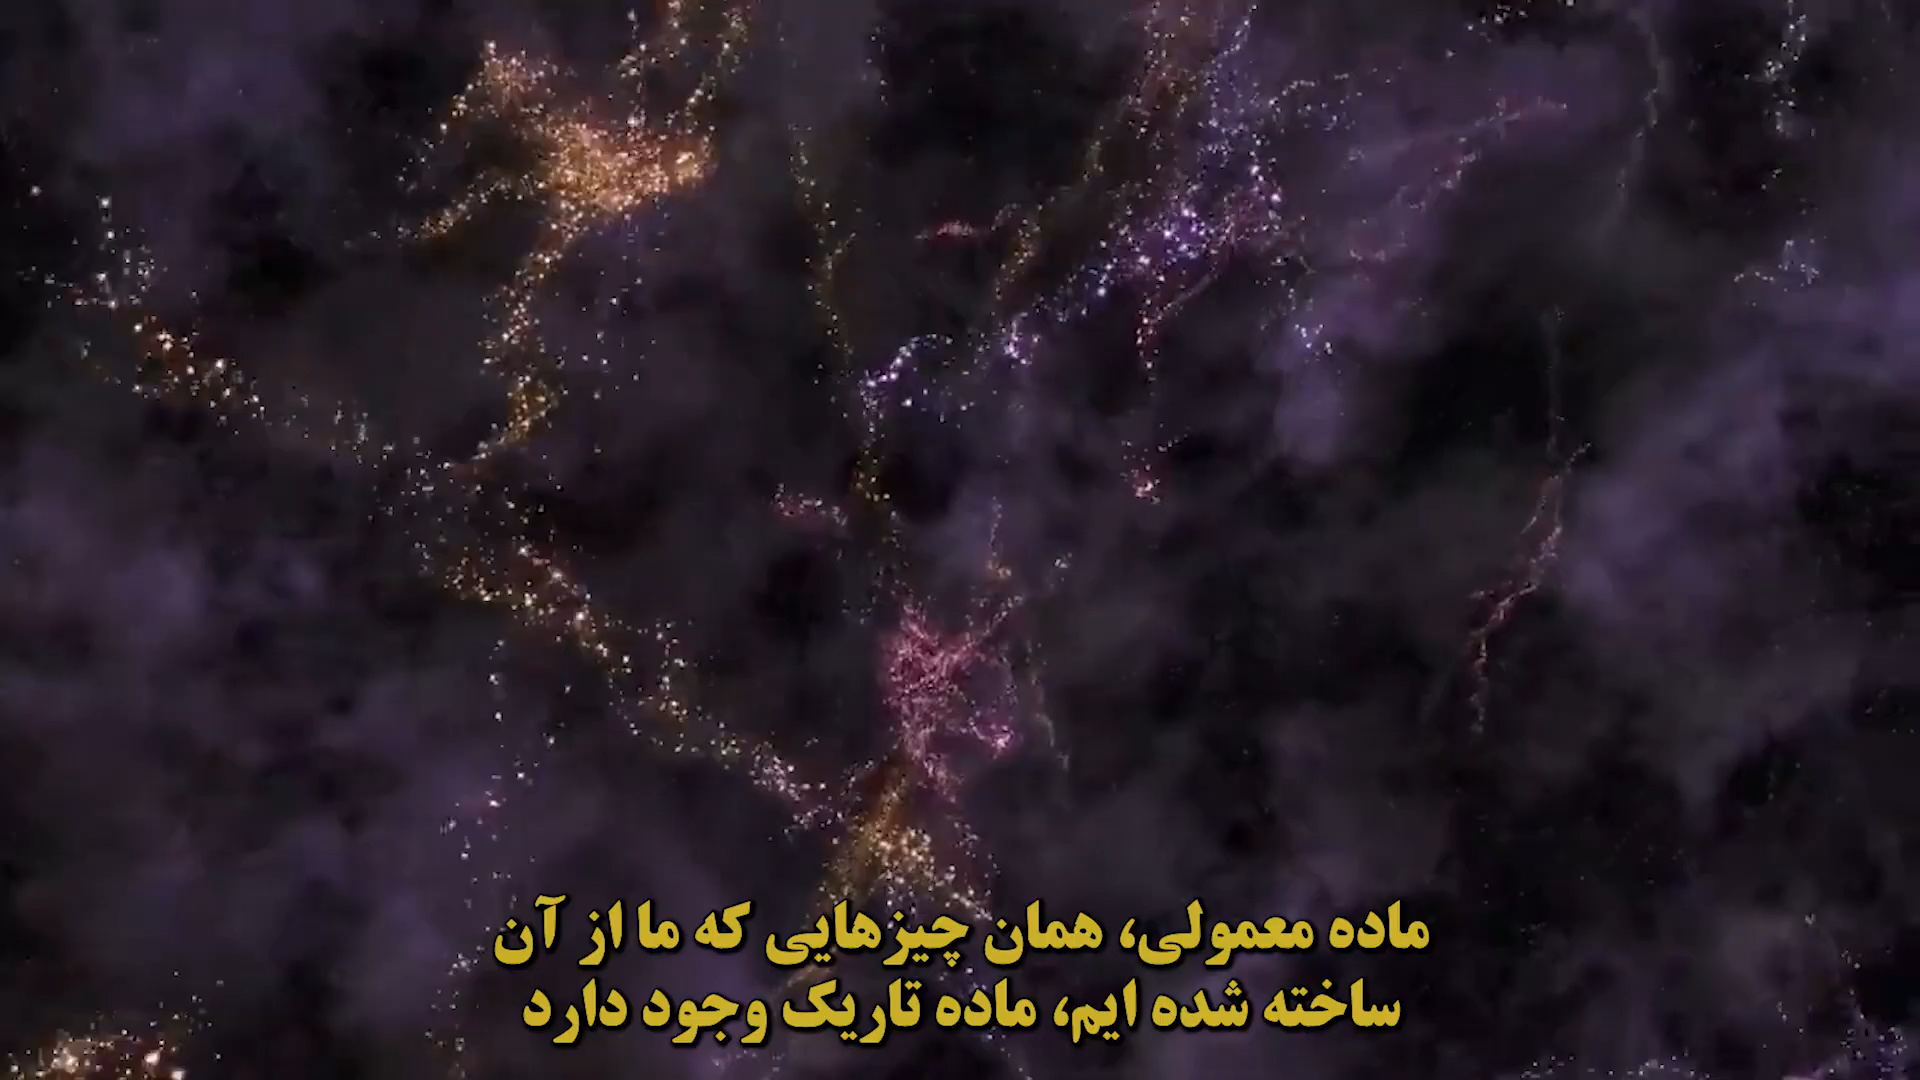 ماده معمولی، همان چیزهایی که ما از آن
ساخته شده ایم، ماده تاریک وجود دارد